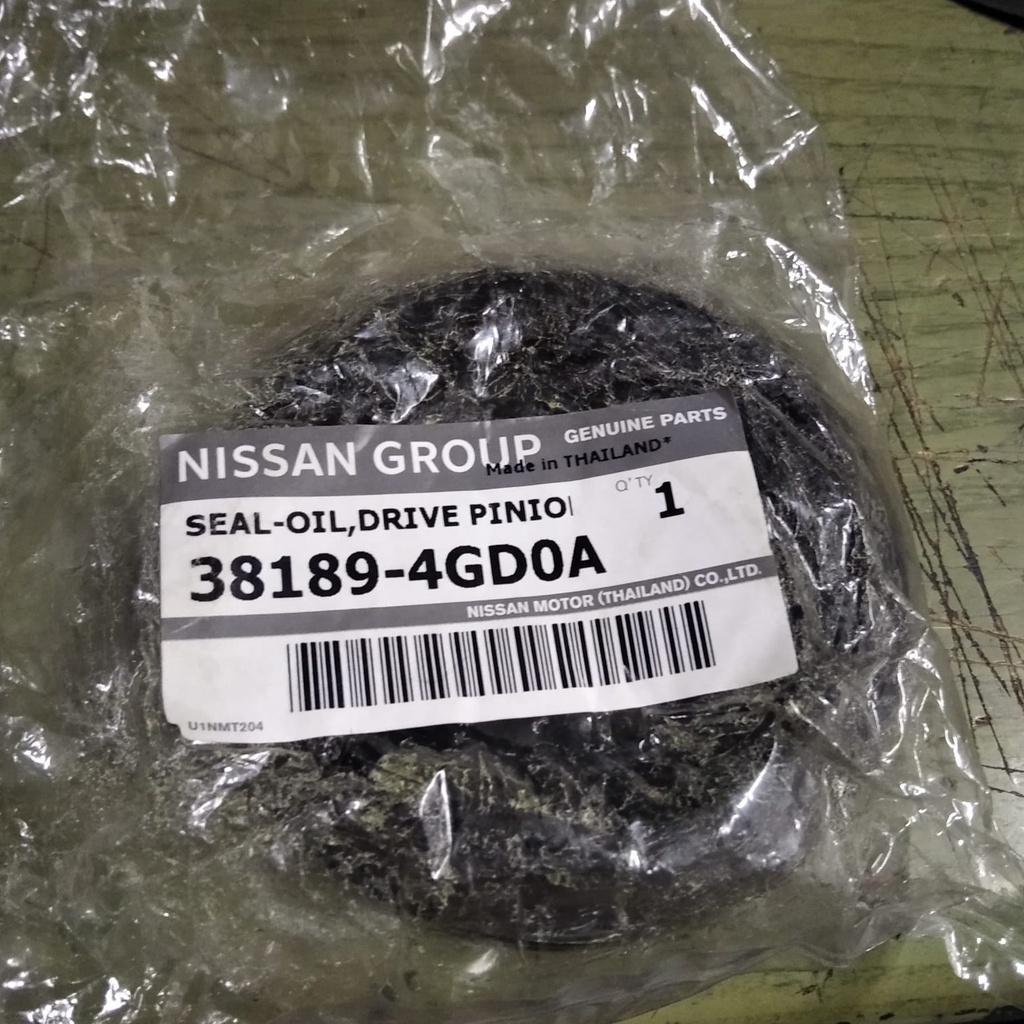 NISSAN GROUP GENUINE PARTS
Made in THAILAND*
SEAL-OIL,DRIVE PINIO
Q'TY 1
38189-4GD0A
NISSAN MOTOR (THAILAND) CO.,LTD.
U1NMT204